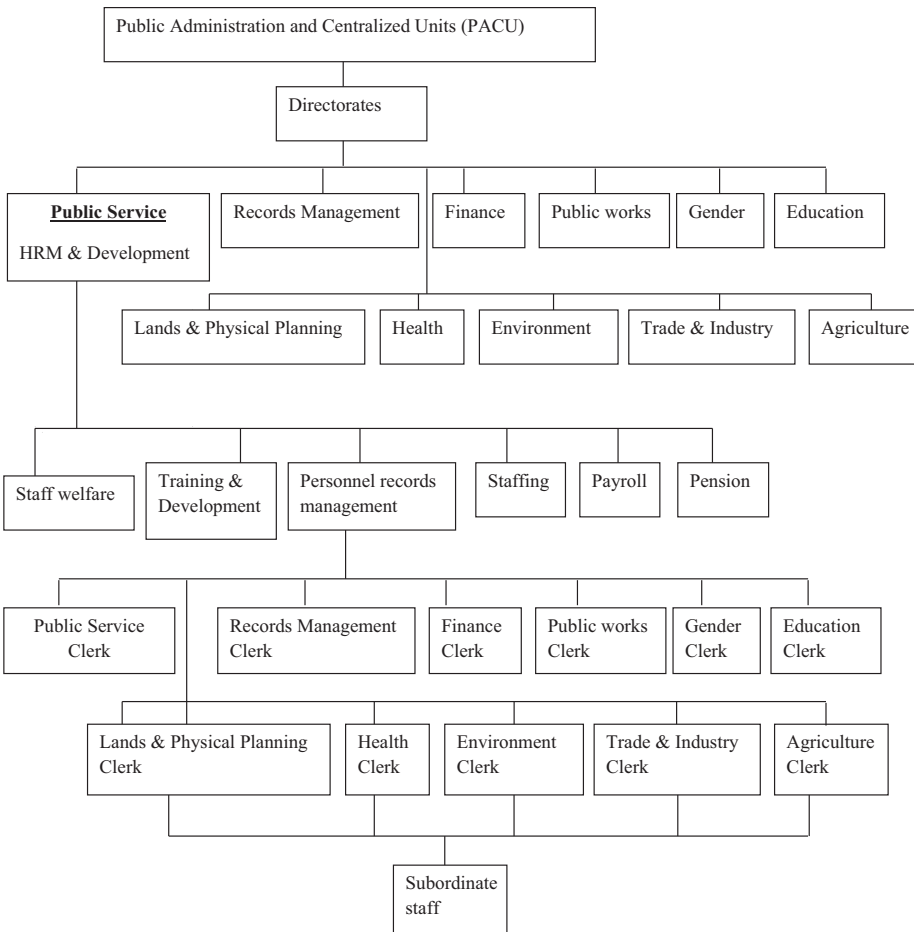 Public Administration and Centralized Units (PACU)
Directorates
Public Service
HRM & Development
Records Management
Finance
Public works
Gender
Education
Lands & Physical Planning
Health
Environment
Trade & Industry
Agriculture
Staff welfare
Training &
Development
Personnel records
management
Staffing
Payroll
Pension
Public Service
Clerk
Records Management
Clerk
Finance
Clerk
Public works
Clerk
Gender
Clerk
Education
Clerk
Lands & Physical Planning
Clerk
Health
Clerk
Environment
Clerk
Trade & Industry
Clerk
Agriculture
Clerk
Subordinate
staff